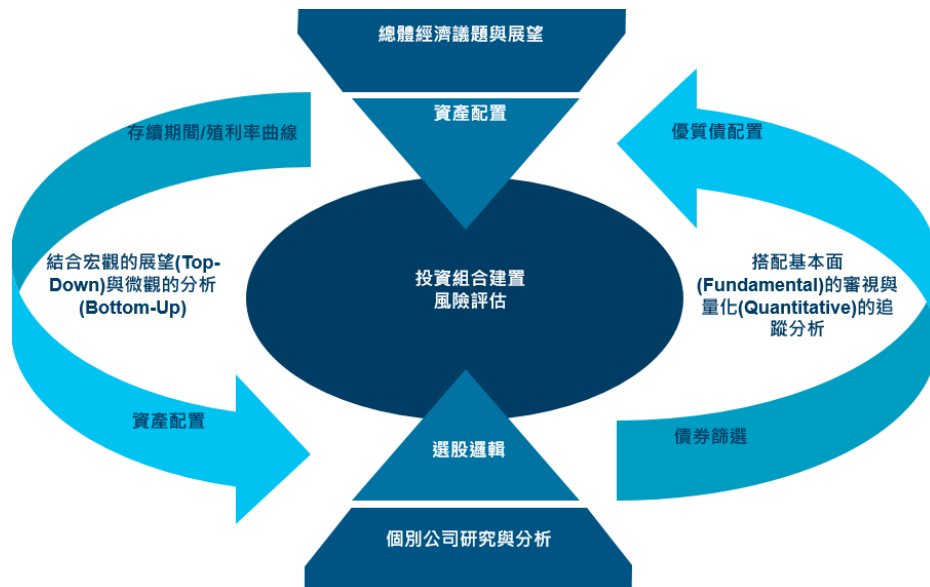 總體經濟議題與展望
資產配置
存續期間/殖利率曲線
優質債配置
結合宏觀的展望(Top-
Down)與微觀的分析
(Bottom-Up)
投資組合建置
風險評估
搭配基本面
(Fundamental)的審視與
量化(Quantitative)的追
蹤分析
資產配置
選股邏輯
債券篩選
個別公司研究與分析